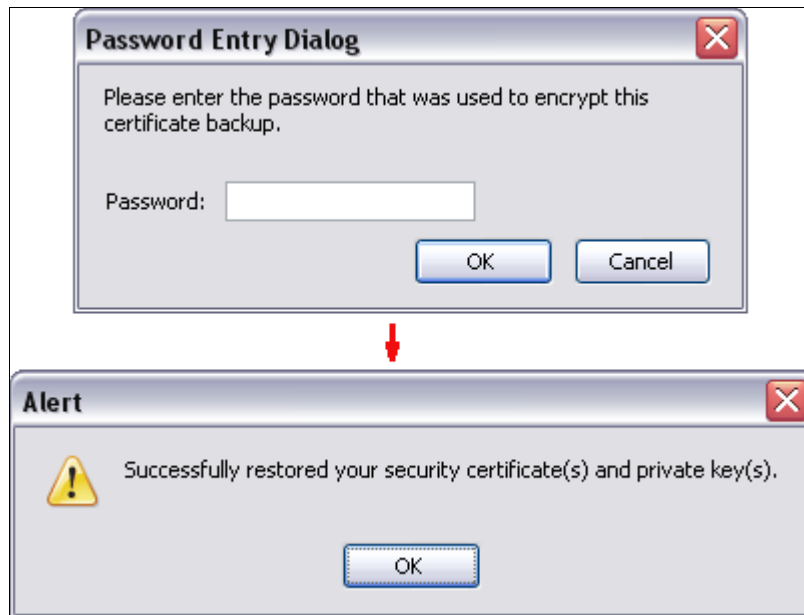 Password Entry Dialog
Please enter the password that was used to encrypt this
certificate backup.
Password:
OK Cancel
Alert
Successfully restored your security certificate(s) and private key(s).
OK